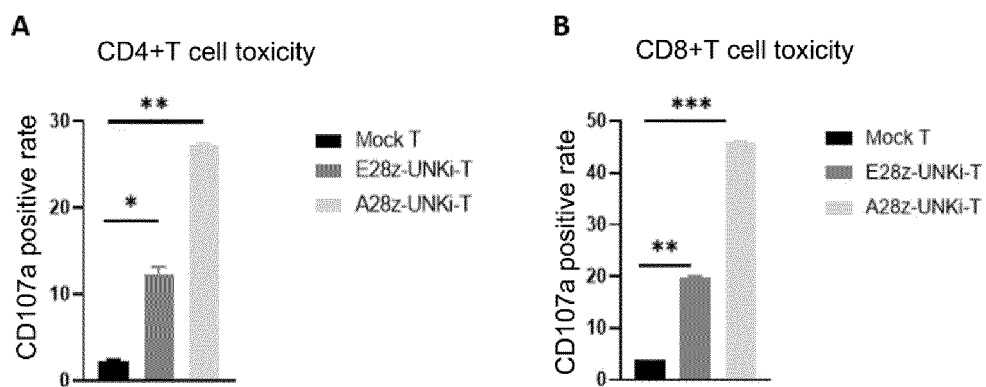 A
CD4+T cell toxicity
CD107a positive rate
30
20
10
0
**
*
Mock T
E28z-UNKi-T
A28z-UNKi-T
B
CD8+T cell toxicity
CD107a positive rate
50
40
30
20
10
0
***
**
Mock T
E28z-UNKi-T
A28z-UNKi-T